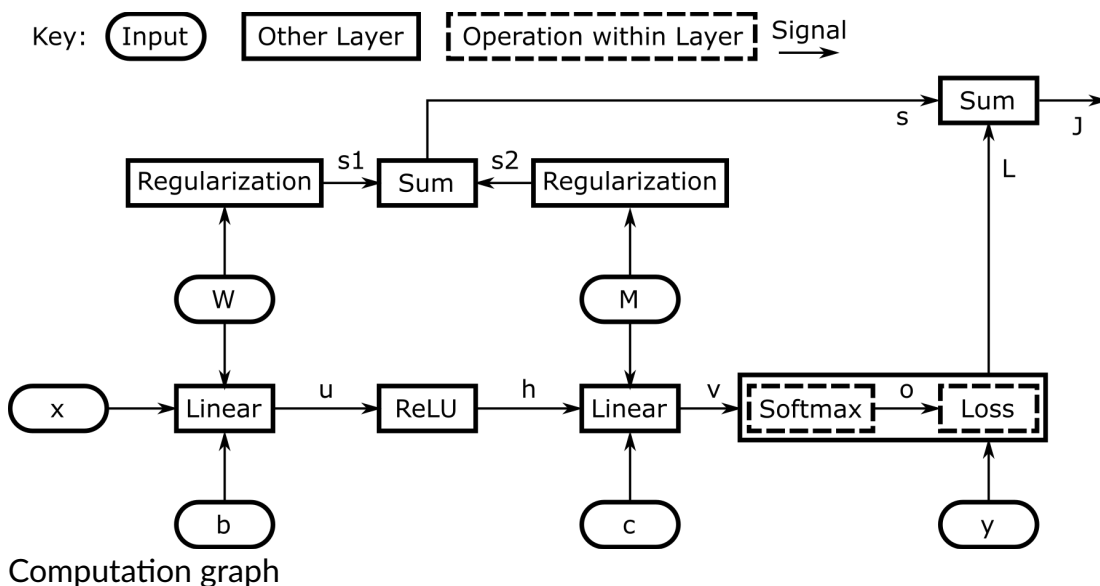 Key: Input Other Layer Operation within Layer Signal
Sum
s J
Regularization s1 Sum s2 Regularization
L
W M
x Linear u ReLU h Linear v Softmax o Loss
b c y
Computation graph